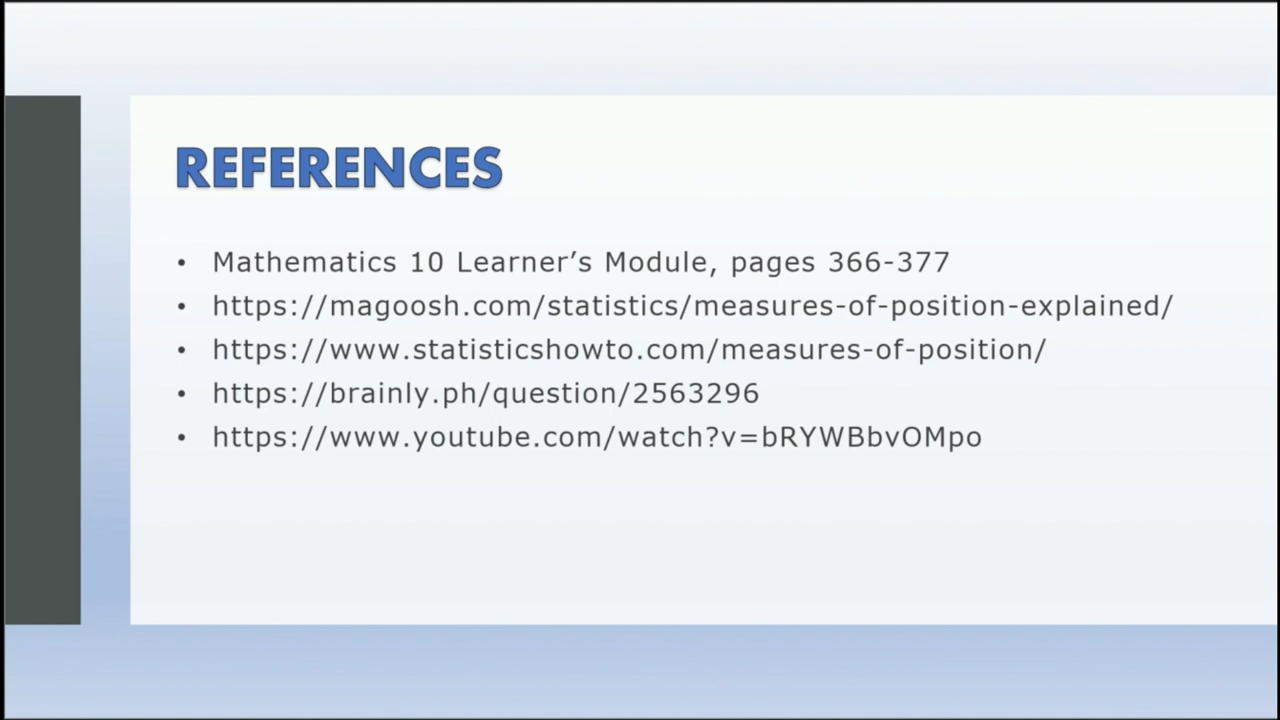 REFERENCES
• Mathematics 10 Learner’s Module, pages 366-377
• https://magoosh.com/statistics/measures-of-position-explained/
• https://www.statisticshowto.com/measures-of-position/
• https://brainly.ph/question/2563296
• https://www.youtube.com/watch?v=bRYWBbvOMpo